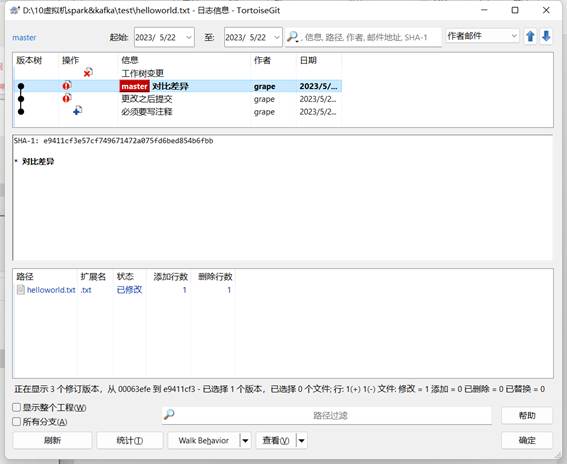 D:\10虚拟机spark&kafka\test\helloworld.txt - 日志信息 - TortoiseGit
master 起始: 2023/ 5/22 至: 2023/ 5/22 , 信息, 路径, 作者, 邮件地址, SHA-1 作者邮件
版本树 操作 信息 作者 日期
工作树变更
master 对比差异 grape 2023/5/2...
更改之后提交 grape 2023/5/2...
必须要写注释 grape 2023/5/2...
SHA-1: e9411cf3e57cf749671472a075fd6bed854b6fbb
* 对比差异
路径 扩展名 状态 添加行数 删除行数
helloworld.txt .txt 已修改 1 1
正在显示 3 个修订版本，从 00063efe 到 e9411cf3 - 已选择 1 个版本，已选择 0 个文件; 行: 1(+) 1(-) 文件: 修改 = 1 添加 = 0 已删除 = 0 已替换 = 0
显示整个工程(W)
所有分支(A)
路径过滤 帮助
刷新 统计(T) Walk Behavior 查看(V) 确定